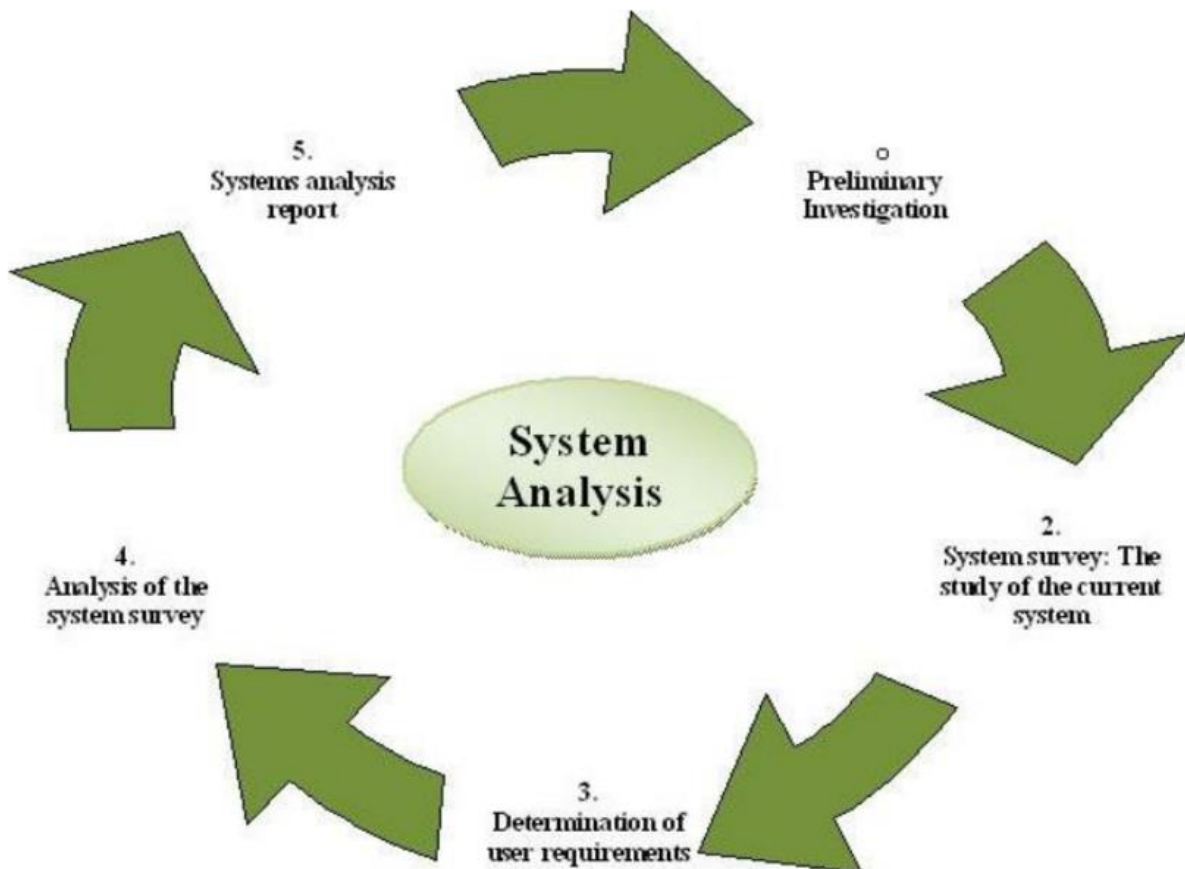 5.
Systems analysis
report
o
Preliminary
Investigation
System
Analysis
2.
System survey: The
study of the current
system
4.
Analysis of the
system survey
3.
Determination of
user requirements